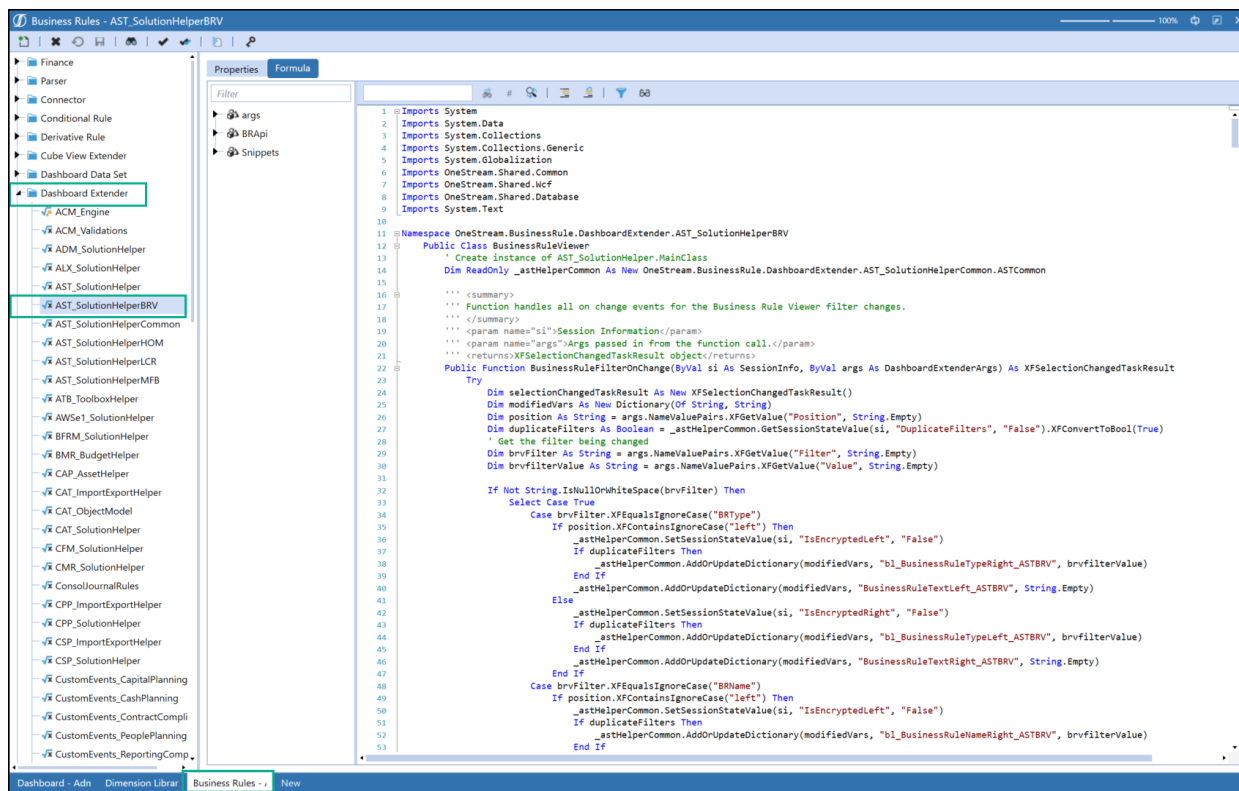 Business Rules - AST_SolutionHelperBRV
100%
Finance
Parser
Connector
Conditional Rule
Derivative Rule
Cube View Extender
Dashboard Data Set
Dashboard Extender
ACM_Engine
ACM_Validations
ADM_SolutionHelper
ALX_SolutionHelper
AST_SolutionHelper
AST_SolutionHelperBRV
AST_SolutionHelperCommon
AST_SolutionHelperHOM
AST_SolutionHelperLCR
AST_SolutionHelperMFB
ATB_ToolboxHelper
AWSe1_SolutionHelper
BFRM_SolutionHelper
BMR_BudgetHelper
CAP_AssetHelper
CAT_ImportExportHelper
CAT_ObjectModel
CAT_SolutionHelper
CFM_SolutionHelper
CMR_SolutionHelper
ConsolJournalRules
CPP_ImportExportHelper
CPP_SolutionHelper
CSP_ImportExportHelper
CSP_SolutionHelper
CustomEvents_CapitalPlanning
CustomEvents_CashPlanning
CustomEvents_ContractCompli
CustomEvents_PeoplePlanning
CustomEvents_ReportingComp
Properties Formula
Filter
args
BRApi
Snippets
1 Imports System
2 Imports System.Data
3 Imports System.Collections
4 Imports System.Collections.Generic
5 Imports System.Globalization
6 Imports OneStream.Shared.Common
7 Imports OneStream.Shared.Wcf
8 Imports OneStream.Shared.Database
9 Imports System.Text
10
11 Namespace OneStream.BusinessRule.DashboardExtender.AST_SolutionHelperBRV
12 Public Class BusinessRuleViewer
13 ' Create instance of AST_SolutionHelper.MainClass
14 Dim ReadOnly _astHelperCommon As New OneStream.BusinessRule.DashboardExtender.AST_SolutionHelperCommon.ASTCommon
15
16 ''' <summary>
17 ''' Function handles all on change events for the Business Rule Viewer filter changes.
18 ''' </summary>
19 ''' <param name="si">Session Information</param>
20 ''' <param name="args">Args passed in from the function call.</param>
21 ''' <returns>XFSelectionChangedTaskResult object</returns>
22 Public Function BusinessRuleFilterOnChange(ByVal si As SessionInfo, ByVal args As DashboardExtenderArgs) As XFSelectionChangedTaskResult
23 Try
24 Dim selectionChangedTaskResult As New XFSelectionChangedTaskResult()
25 Dim modifiedVars As New Dictionary(Of String, String)
26 Dim position As String = args.NameValuePairs.XFGetValue("Position", String.Empty)
27 Dim duplicateFilters As Boolean = _astHelperCommon.GetSessionStateValue(si, "DuplicateFilters", "False").XFConvertToBool(True)
28 ' Get the filter being changed
29 Dim brvFilter As String = args.NameValuePairs.XFGetValue("Filter", String.Empty)
30 Dim brvfilterValue As String = args.NameValuePairs.XFGetValue("Value", String.Empty)
31
32 If Not String.IsNullOrWhiteSpace(brvFilter) Then
33 Select Case True
34 Case brvFilter.XFEqualsIgnoreCase("BRType")
35 If position.XFContainsIgnoreCase("left") Then
36 _astHelperCommon.SetSessionStateValue(si, "IsEncryptedLeft", "False")
37 If duplicateFilters Then
38 _astHelperCommon.AddOrUpdateDictionary(modifiedVars, "bl_BusinessRuleTypeRight_ASTBRV", brvfilterValue)
39 End If
40 _astHelperCommon.AddOrUpdateDictionary(modifiedVars, "BusinessRuleTextLeft_ASTBRV", String.Empty)
41 Else
42 _astHelperCommon.SetSessionStateValue(si, "IsEncryptedRight", "False")
43 If duplicateFilters Then
44 _astHelperCommon.AddOrUpdateDictionary(modifiedVars, "bl_BusinessRuleTypeLeft_ASTBRV", brvfilterValue)
45 End If
46 _astHelperCommon.AddOrUpdateDictionary(modifiedVars, "BusinessRuleTextRight_ASTBRV", String.Empty)
47 End If
48 Case brvFilter.XFEqualsIgnoreCase("BRName")
49 If position.XFContainsIgnoreCase("left") Then
50 _astHelperCommon.SetSessionStateValue(si, "IsEncryptedLeft", "False")
51 If duplicateFilters Then
52 _astHelperCommon.AddOrUpdateDictionary(modifiedVars, "bl_BusinessRuleNameRight_ASTBRV", brvfilterValue)
53 End If
Dashboard - Adn Dimension Librar Business Rules - New